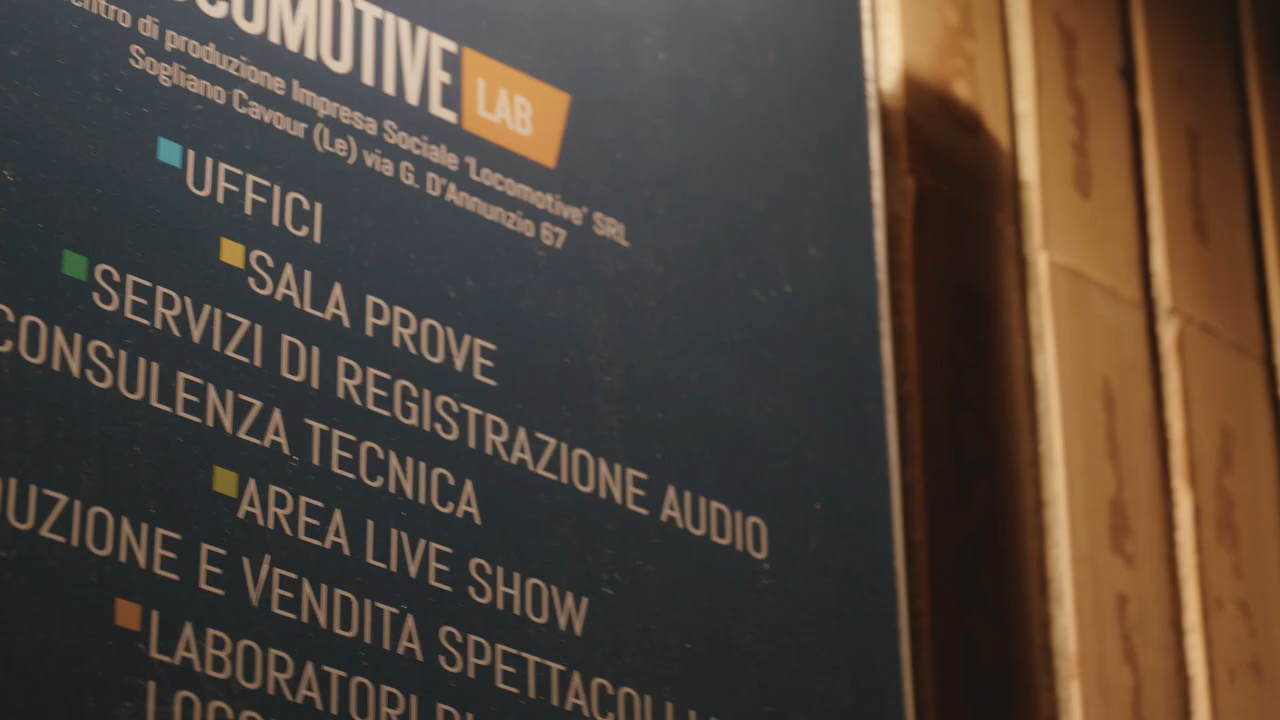 LOCOMOTIVE LAB
Centro di produzione Impresa Sociale 'Locomotive' SRL
Sogliano Cavour (Le) via G. D'Annunzio 67
UFFICI
SALA PROVE
SERVIZI DI REGISTRAZIONE AUDIO
CONSULENZA TECNICA
AREA LIVE SHOW
E VENDITA SPETTACOLI
LABORATORI